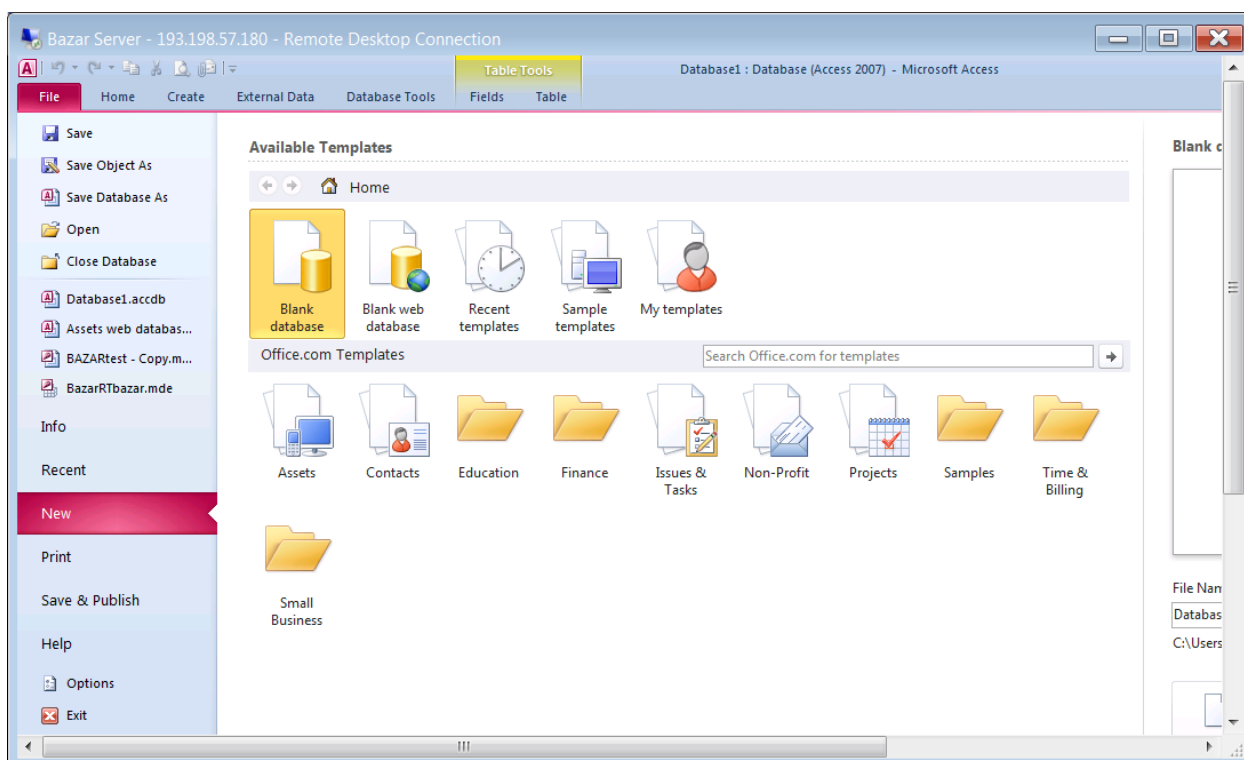 Bazar Server - 193.198.57.180 - Remote Desktop Connection
Table Tools
Database1 : Database (Access 2007) - Microsoft Access
File Home Create External Data Database Tools Fields Table
Save
Save Object As
Save Database As
Open
Close Database
Database1.accdb
Assets web databas...
BAZARtest - Copy.m...
BazarRTbazar.mde
Info
Recent
New
Print
Save & Publish
Help
Options
Exit
Available Templates
Home
Blank database
Blank web database
Recent templates
Sample templates
My templates
Office.com Templates
Search Office.com for templates
Assets
Contacts
Education
Finance
Issues & Tasks
Non-Profit
Projects
Samples
Time & Billing
Small Business
Blank
File Nam
Databas
C:\Users